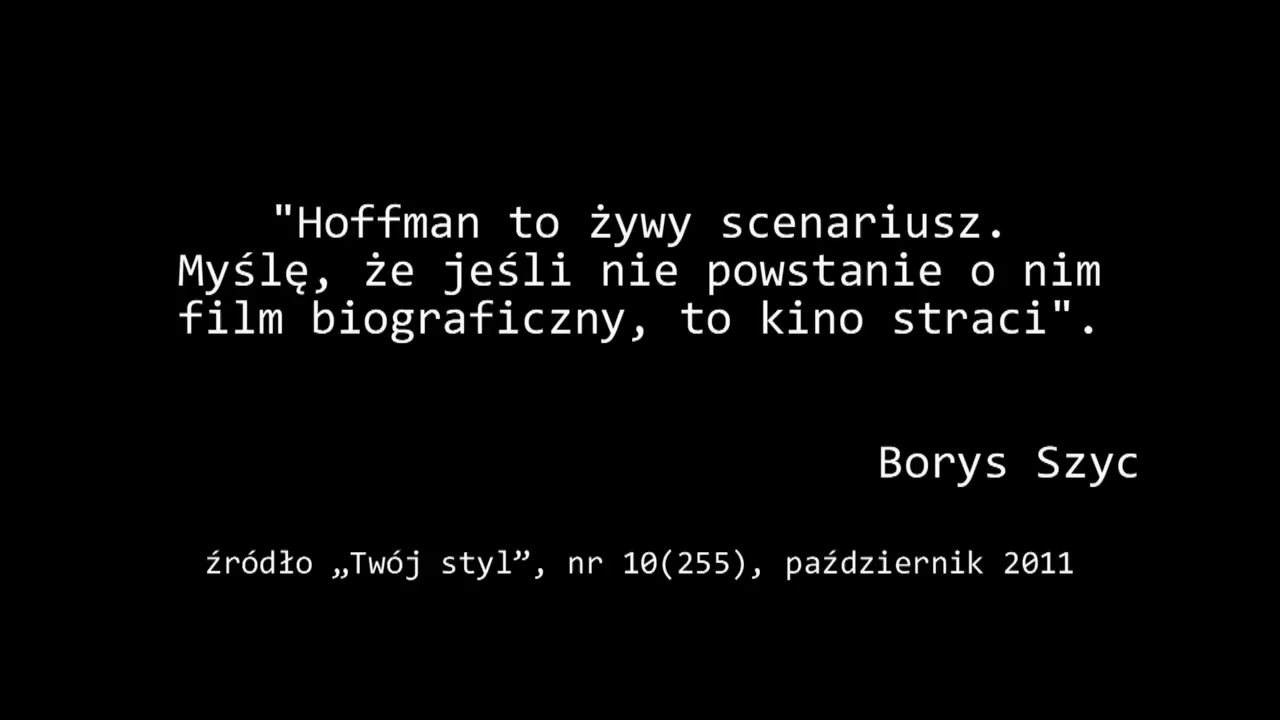 "Hoffman to żywy scenariusz.
Myślę, że jeśli nie powstanie o nim
film biograficzny, to kino straci".
Borys Szyc
źródło „Twój styl”, nr 10(255), październik 2011